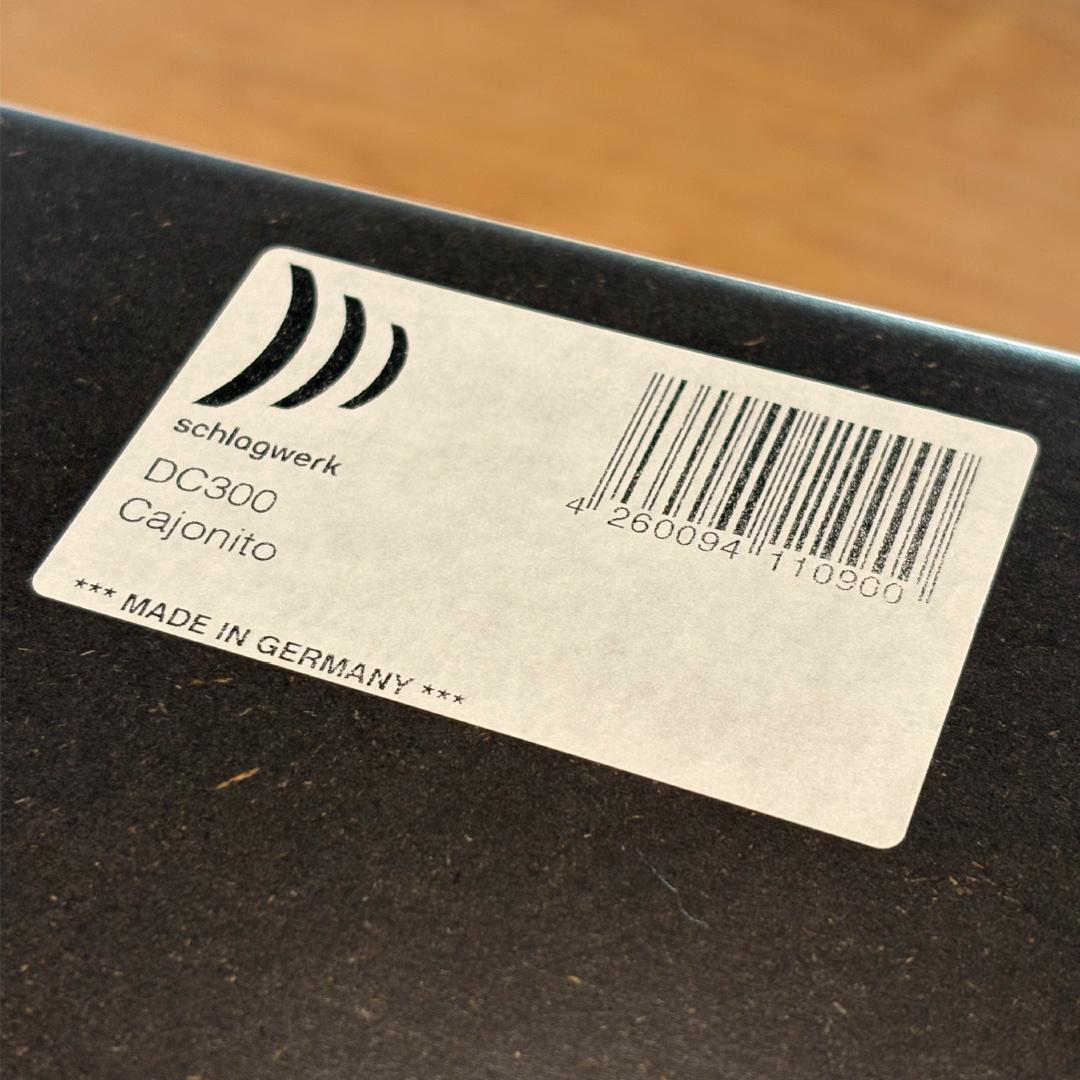 schlagwerk
DC300
Cajonito
*** MADE IN GERMANY ***
4 260094 110900